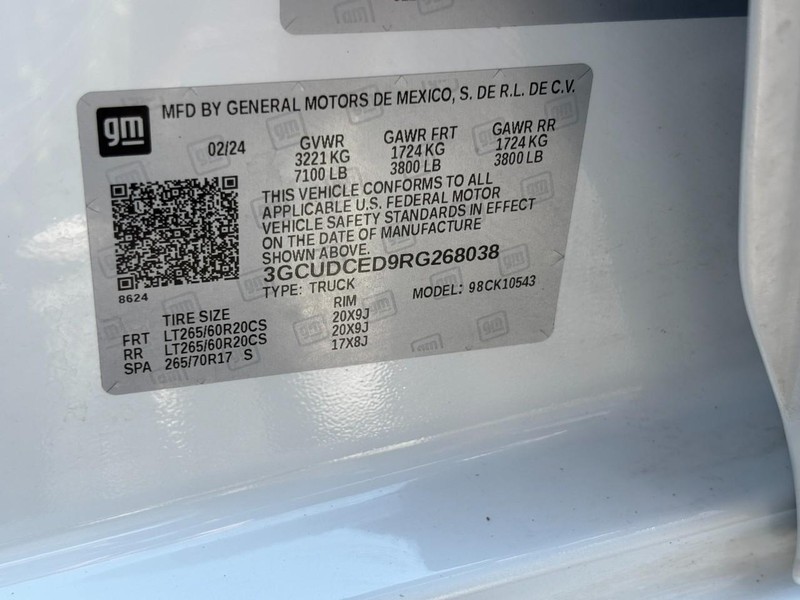 MFD BY GENERAL MOTORS DE MEXICO, S. DE R.L. DE C.V.
gm
02/24
GVWR GAWR FRT GAWR RR
3221 KG 1724 KG 1724 KG
7100 LB 3800 LB 3800 LB
THIS VEHICLE CONFORMS TO ALL
APPLICABLE U.S. FEDERAL MOTOR
VEHICLE SAFETY STANDARDS IN EFFECT
ON THE DATE OF MANUFACTURE
SHOWN ABOVE.
3GCUDCED9RG268038
TYPE: TRUCK MODEL: 98CK10543
8624
TIRE SIZE RIM
FRT LT265/60R20CS 20X9J
RR LT265/60R20CS 20X9J
SPA 265/70R17 S 17X8J